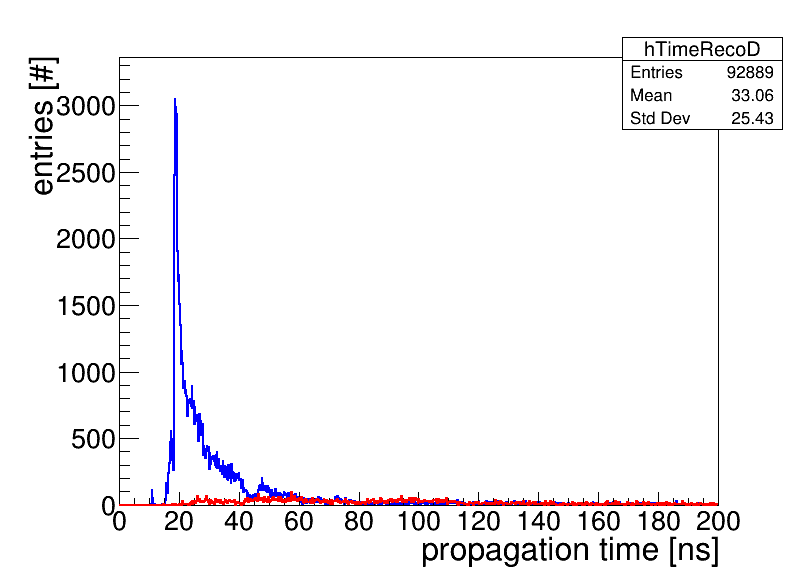 hTimeRecoD
Entries 92889
Mean 33.06
Std Dev 25.43
entries [#]
3000
2500
2000
1500
1000
500
0
0 20 40 60 80 100 120 140 160 180 200
propagation time [ns]